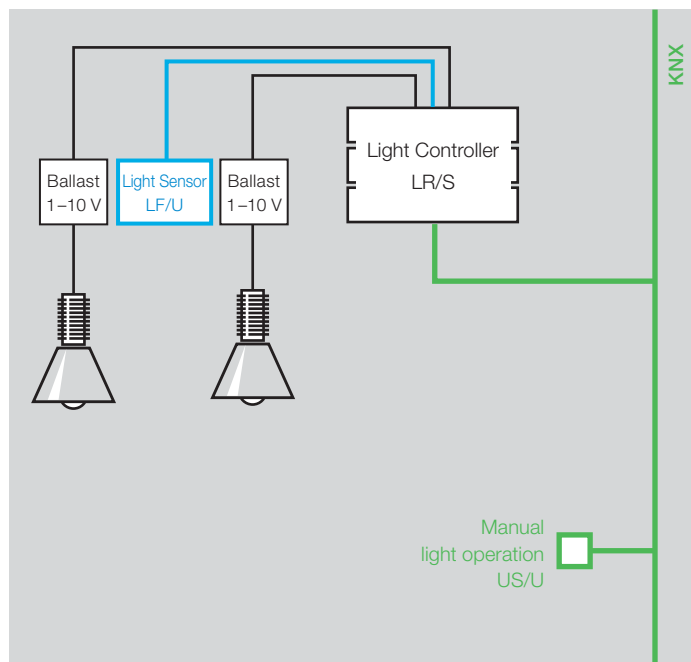 KNX
Light Controller
LR/S
Ballast
1–10 V
Light Sensor
LF/U
Ballast
1–10 V
Manual
light operation
US/U